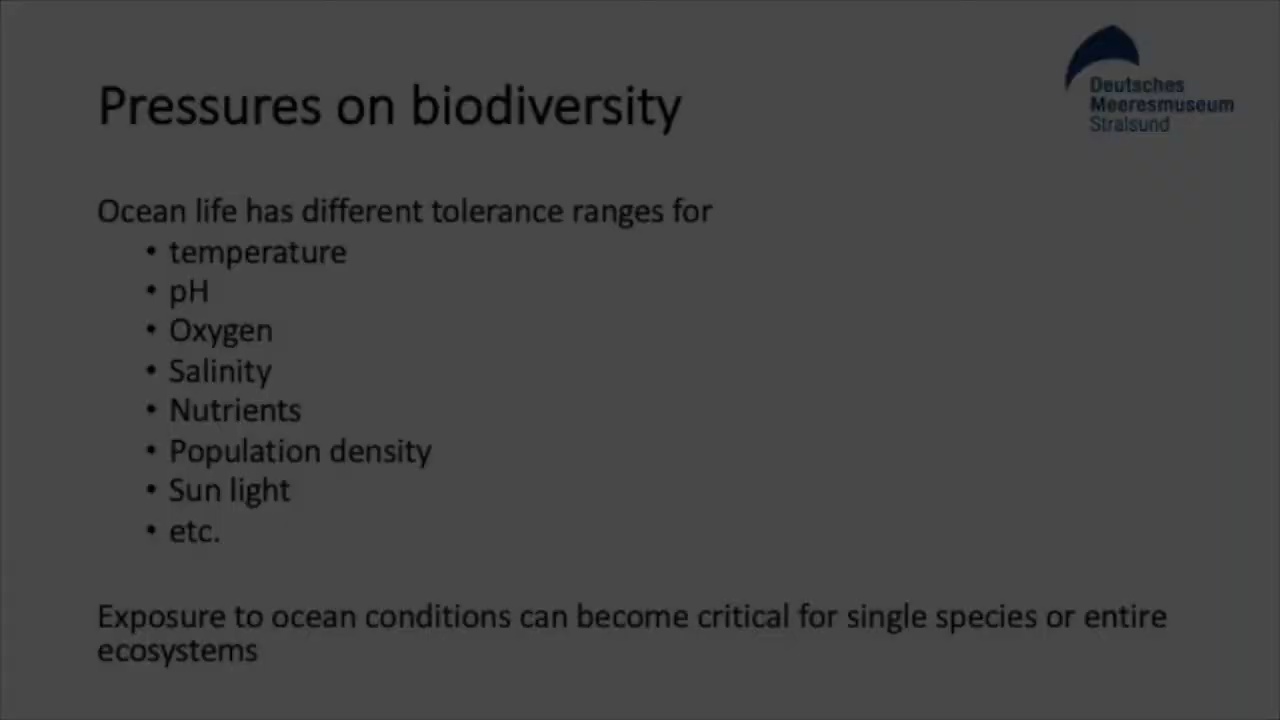 Deutsches
Meeresmuseum
Stralsund
Pressures on biodiversity
Ocean life has different tolerance ranges for
• temperature
• pH
• Oxygen
• Salinity
• Nutrients
• Population density
• Sun light
• etc.
Exposure to ocean conditions can become critical for single species or entire
ecosystems